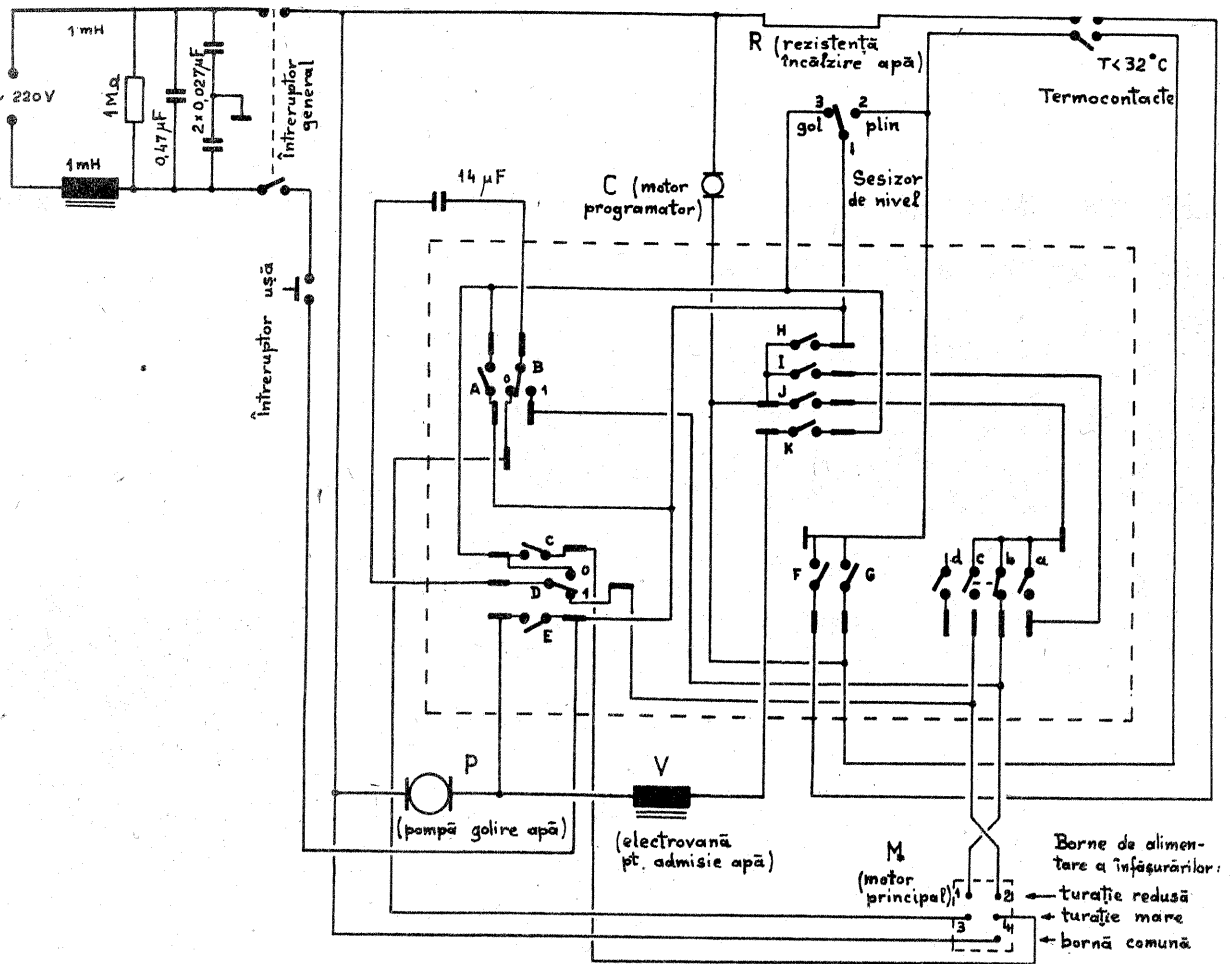 1 mH
~ 220 V
1 mH
1 MΩ
0,47 µF
2 x 0,027 µF
întreruptor
general
R (rezistență
încălzire apă)
T < 32°C
Termocontacte
3
2
gol
plin
1
Sesizor
de nivel
14 µF
C (motor
programator)
întreruptor ușă
H
I
J
K
A
0
B
1
C
0
D
1
E
F
G
d
c
b
a
P
(pompă golire apă)
V
(electrovană
pt. admisie apă)
M
(motor
principal)
1
2
3
4
Borne de alimen-
tare a înfășurărilor:
turație redusă
turație mare
bornă comună